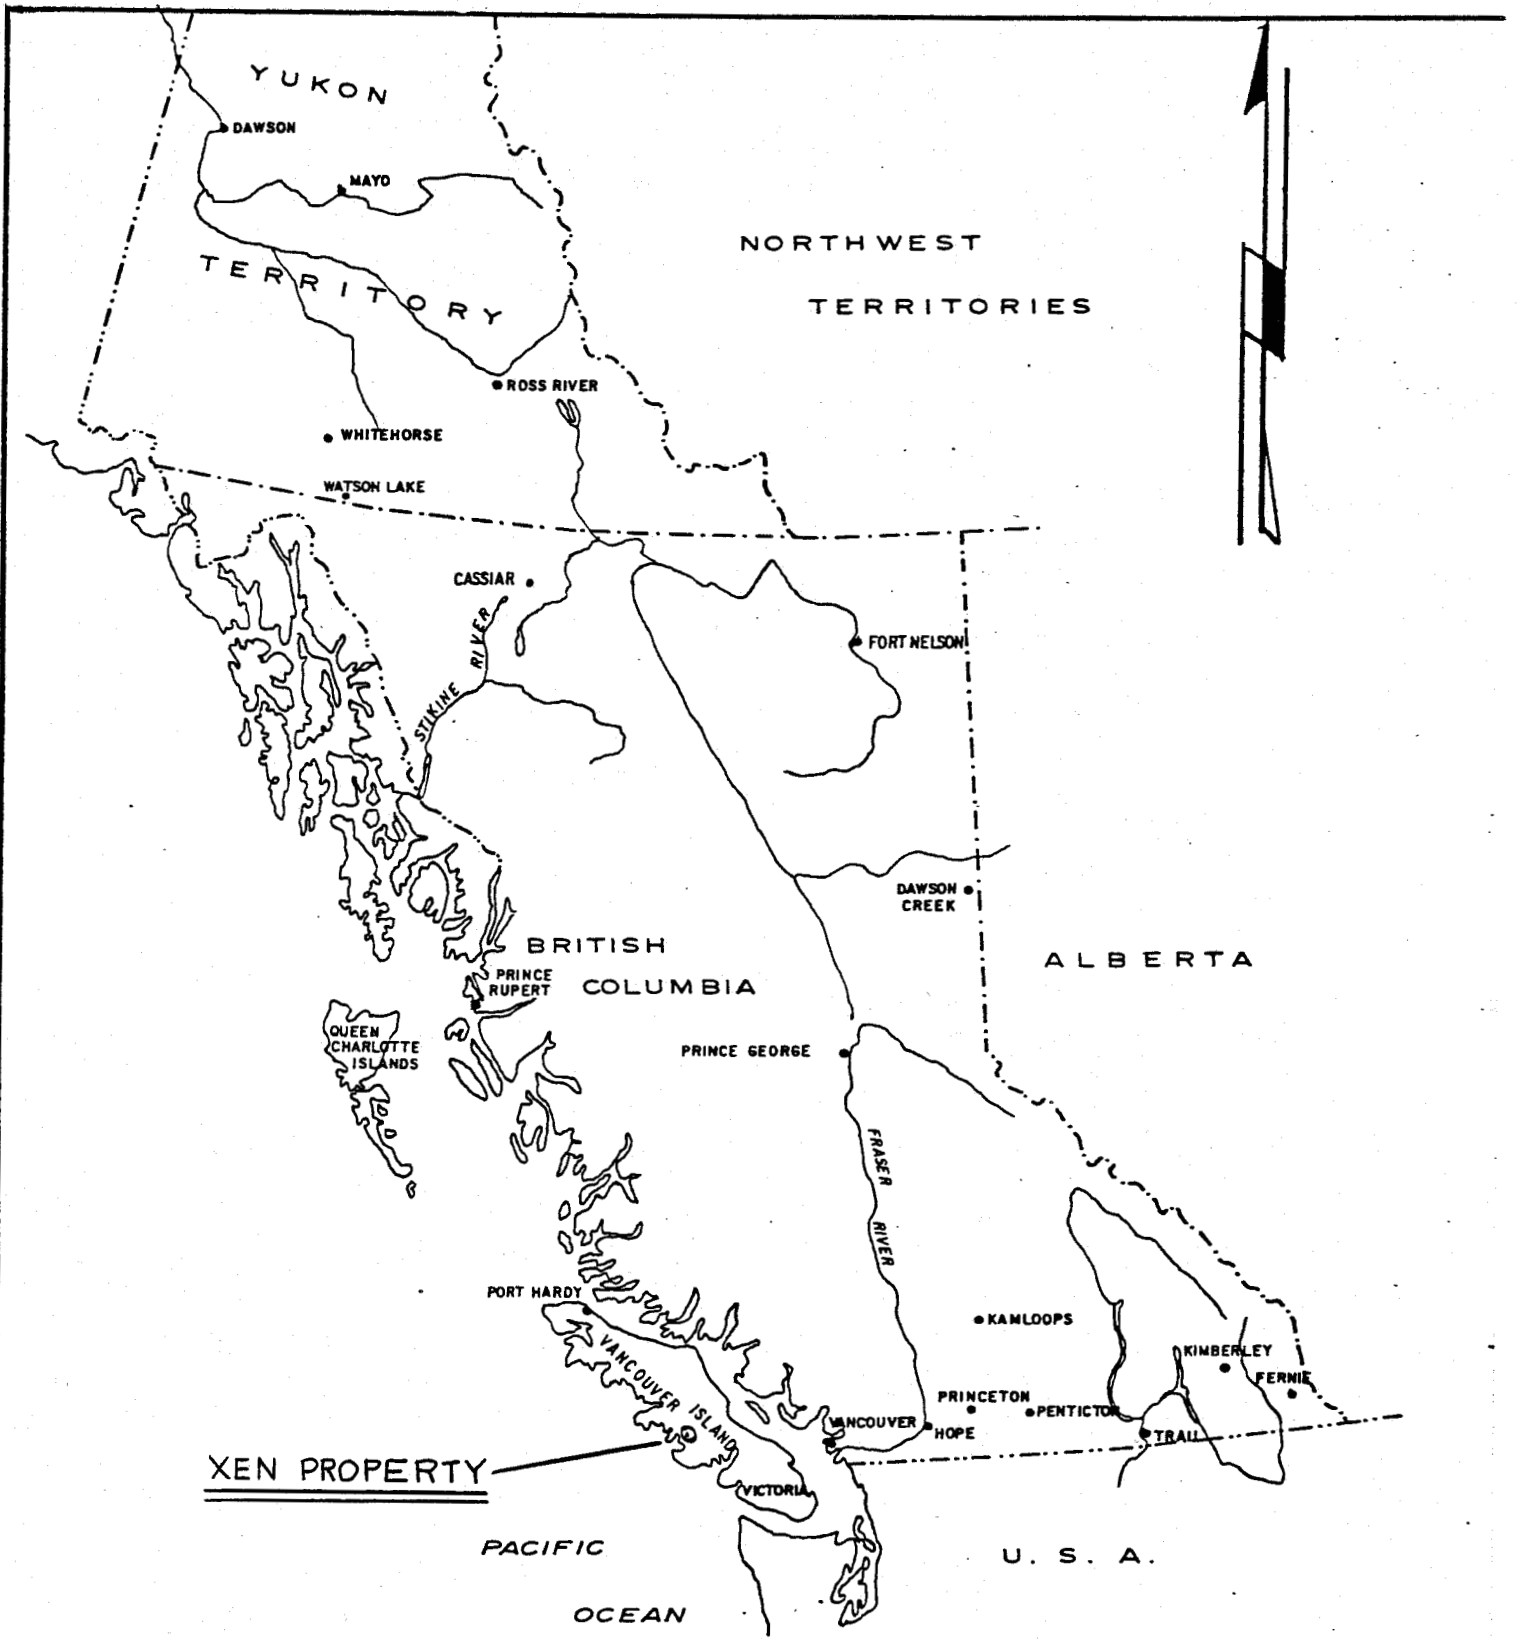 YUKON
DAWSON
MAYO
NORTHWEST
TERRITORY
TERRITORIES
ROSS RIVER
WHITEHORSE
WATSON LAKE
CASSIAR
STIKINE RIVER
FORT NELSON
DAWSON
CREEK
BRITISH
ALBERTA
PRINCE
RUPERT
COLUMBIA
QUEEN
CHARLOTTE
ISLANDS
PRINCE GEORGE
FRASER RIVER
PORT HARDY
KAMLOOPS
VANCOUVER ISLAND
KIMBERLEY
FERNIE
PRINCETON
PENTICTON
VANCOUVER
HOPE
TRAIL
XEN PROPERTY
VICTORIA
PACIFIC
U. S. A.
OCEAN